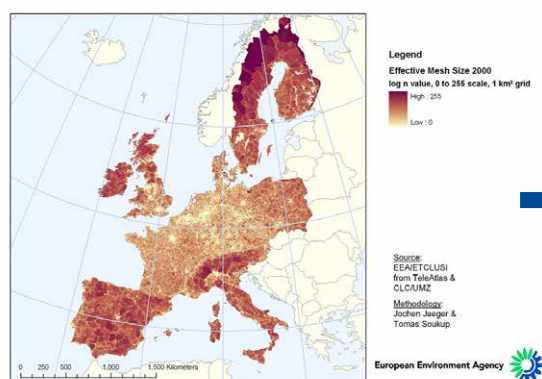 Legend
Effective Mesh Size 2000
log n value, 0 to 255 scale, 1 km² grid
High : 255
Low : 0
Source:
EEA/ETCLUSI
from TeleAtlas &
CLC/UMZ
Methodology:
Jochen Jaeger &
Tomas Soukup
0 250 500 1.000 1.500 Kilometers
European Environment Agency